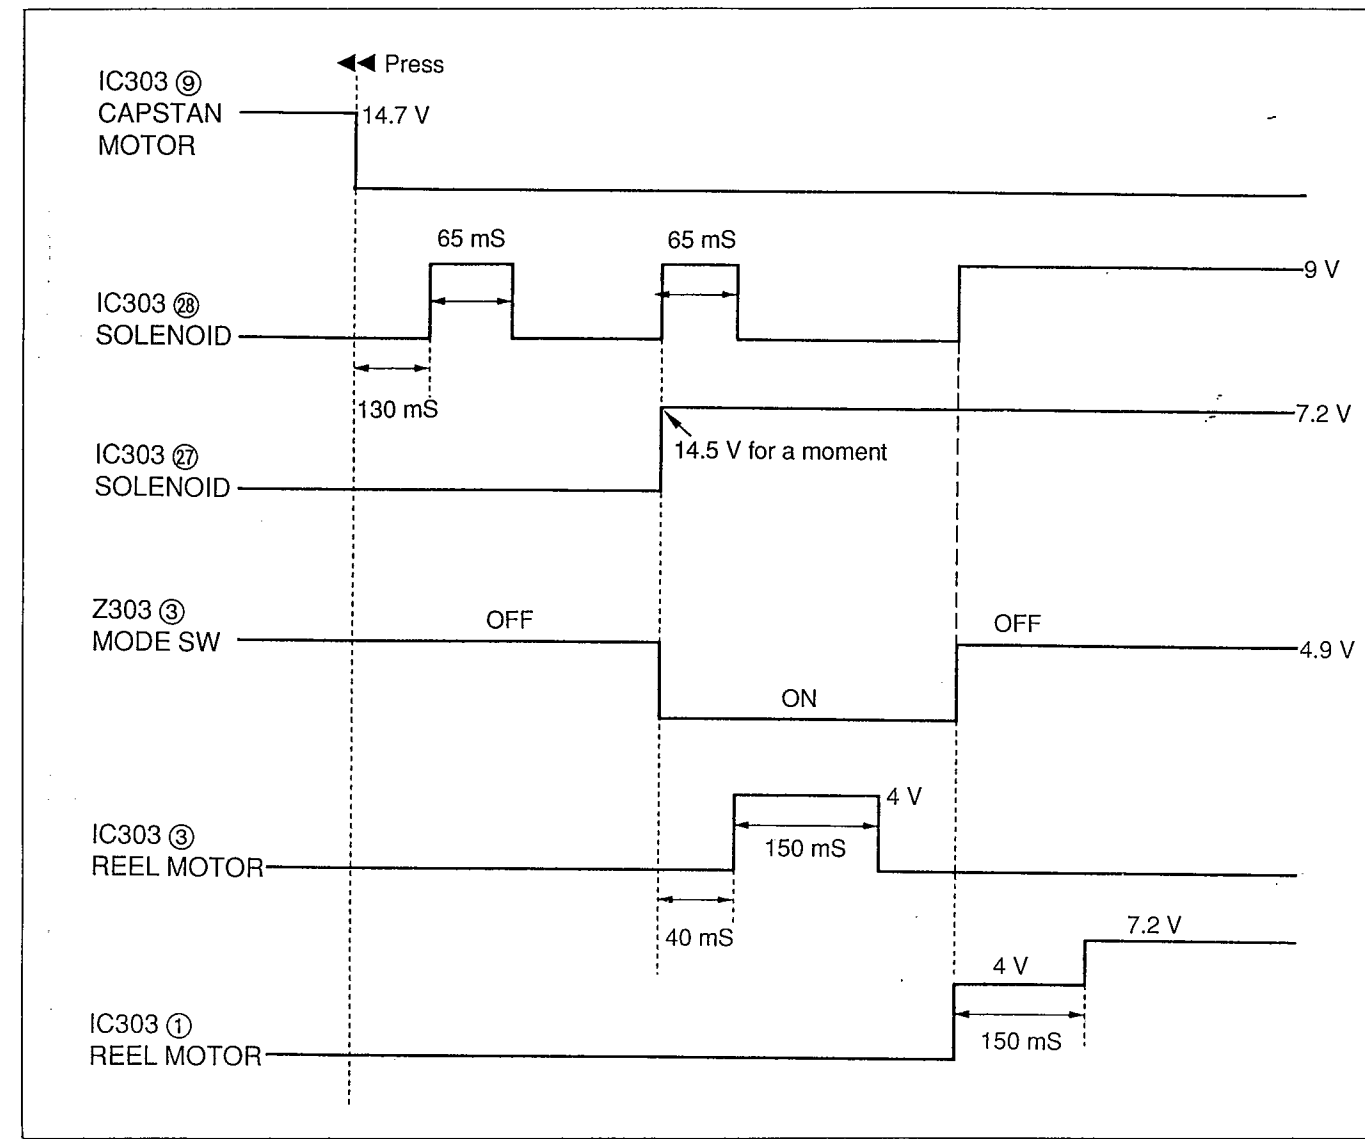 ◀◀ Press
IC303 ⑨
CAPSTAN
MOTOR
14.7 V
65 mS
65 mS
9 V
IC303 ㉘
SOLENOID
130 mS
7.2 V
14.5 V for a moment
IC303 ㉗
SOLENOID
Z303 ③
MODE SW
OFF
OFF
4.9 V
ON
4 V
IC303 ③
REEL MOTOR
150 mS
40 mS
7.2 V
4 V
IC303 ①
REEL MOTOR
150 mS